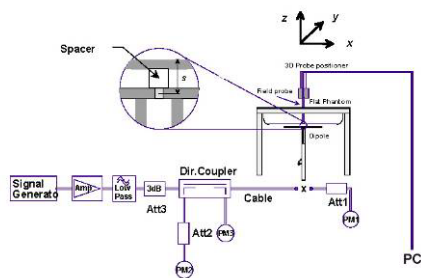 z
y
x
3D Probe positioner
Field probe
Flat Phantom
Dipole
Spacer
s
Signal
Generato
Amp
Low
Pass
3dB
Att3
Dir.Coupler
Cable
x
Att1
PM1
Att2
PM3
PM2
PC